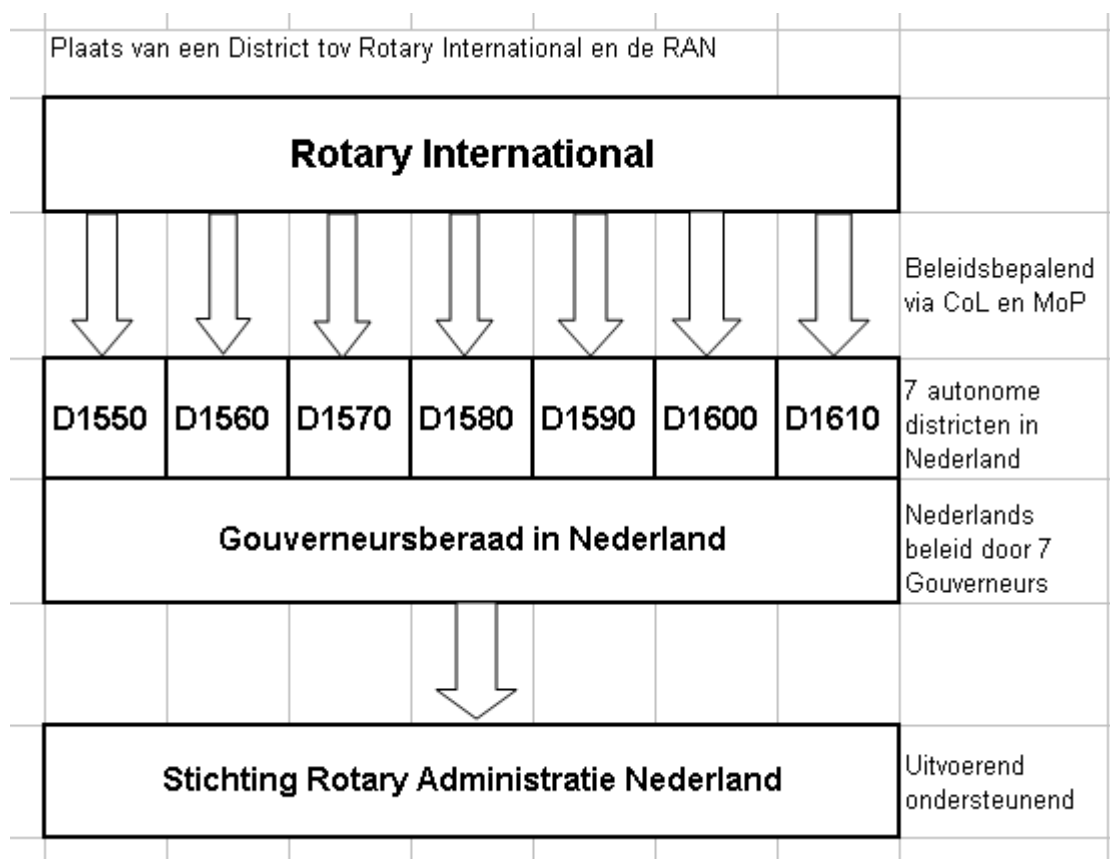 Plaats van een District tov Rotary International en de RAN
Rotary International
Beleidsbepalend
via CoL en MoP
D1550 D1560 D1570 D1580 D1590 D1600 D1610
7 autonome
districten in
Nederland
Gouverneursberaad in Nederland
Nederlands
beleid door 7
Gouverneurs
Stichting Rotary Administratie Nederland
Uitvoerend
ondersteunend